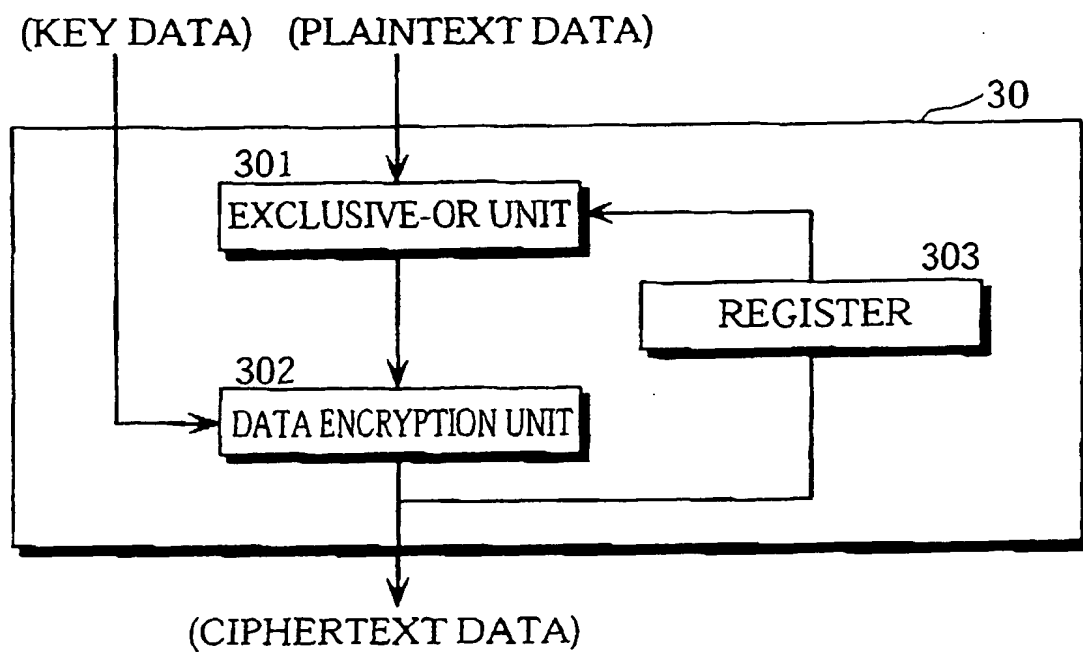 (KEY DATA) (PLAINTEXT DATA)
30
301
EXCLUSIVE-OR UNIT
303
REGISTER
302
DATA ENCRYPTION UNIT
(CIPHERTEXT DATA)